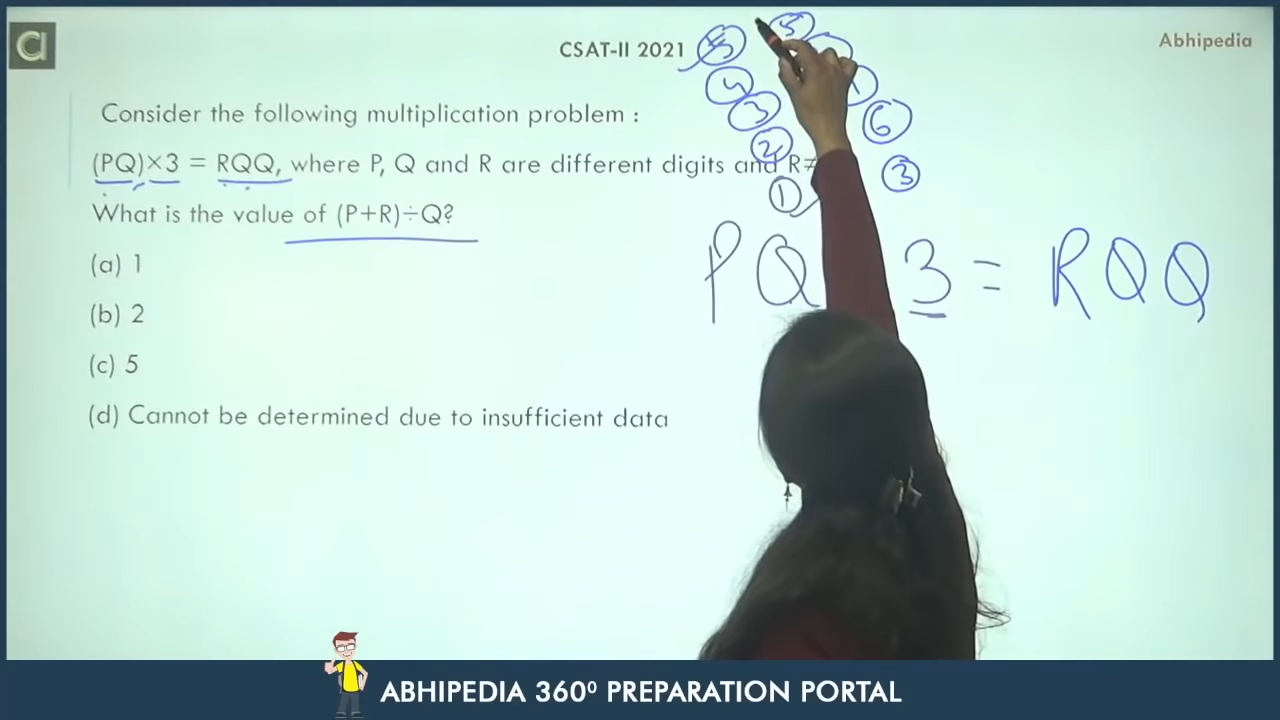 CSAT-II 2021
Abhipedia
Consider the following multiplication problem :
(PQ)×3 = RQQ, where P, Q and R are different digits and R≠
What is the value of (P+R)÷Q?
(a) 1
(b) 2
(c) 5
(d) Cannot be determined due to insufficient data
5 5
4
3 6
2 3
1
PQ 3 = RQQ
ABHIPEDIA 360⁰ PREPARATION PORTAL